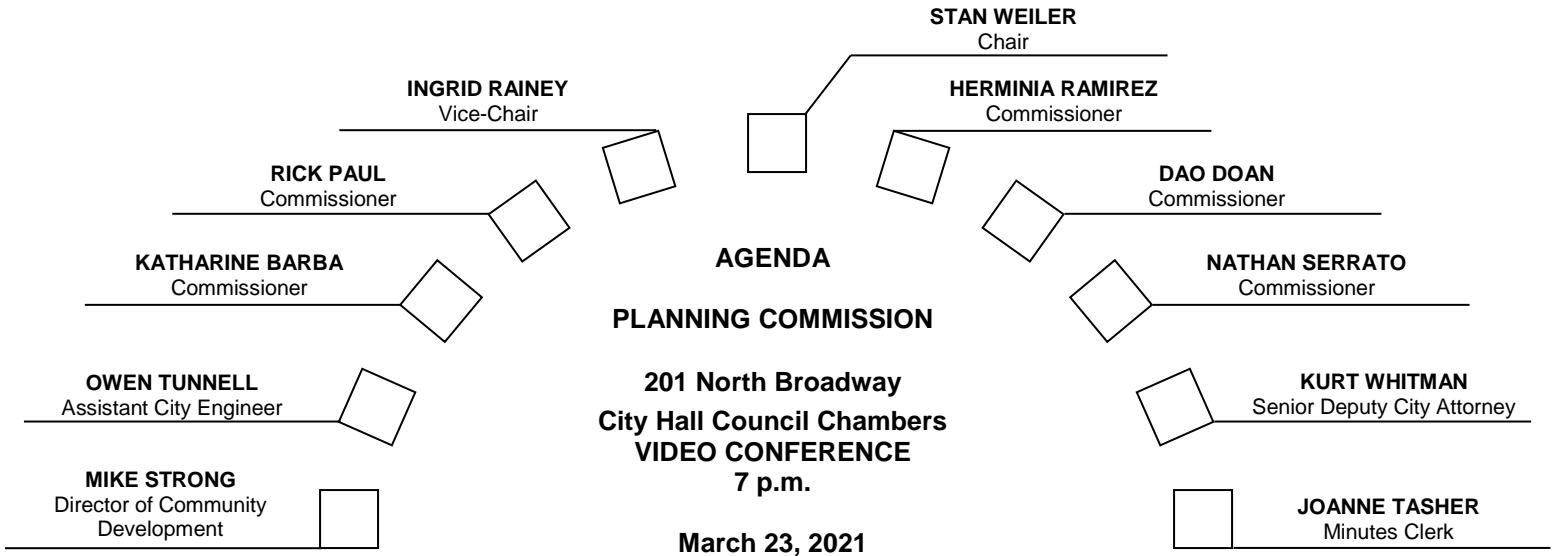 STAN WEILER
Chair
INGRID RAINEY
Vice-Chair
HERMINIA RAMIREZ
Commissioner
RICK PAUL
Commissioner
DAO DOAN
Commissioner
KATHARINE BARBA
Commissioner
NATHAN SERRATO
Commissioner
OWEN TUNNELL
Assistant City Engineer
KURT WHITMAN
Senior Deputy City Attorney
MIKE STRONG
Director of Community
Development
JOANNE TASHER
Minutes Clerk
AGENDA
PLANNING COMMISSION
201 North Broadway
City Hall Council Chambers
VIDEO CONFERENCE
7 p.m.
March 23, 2021